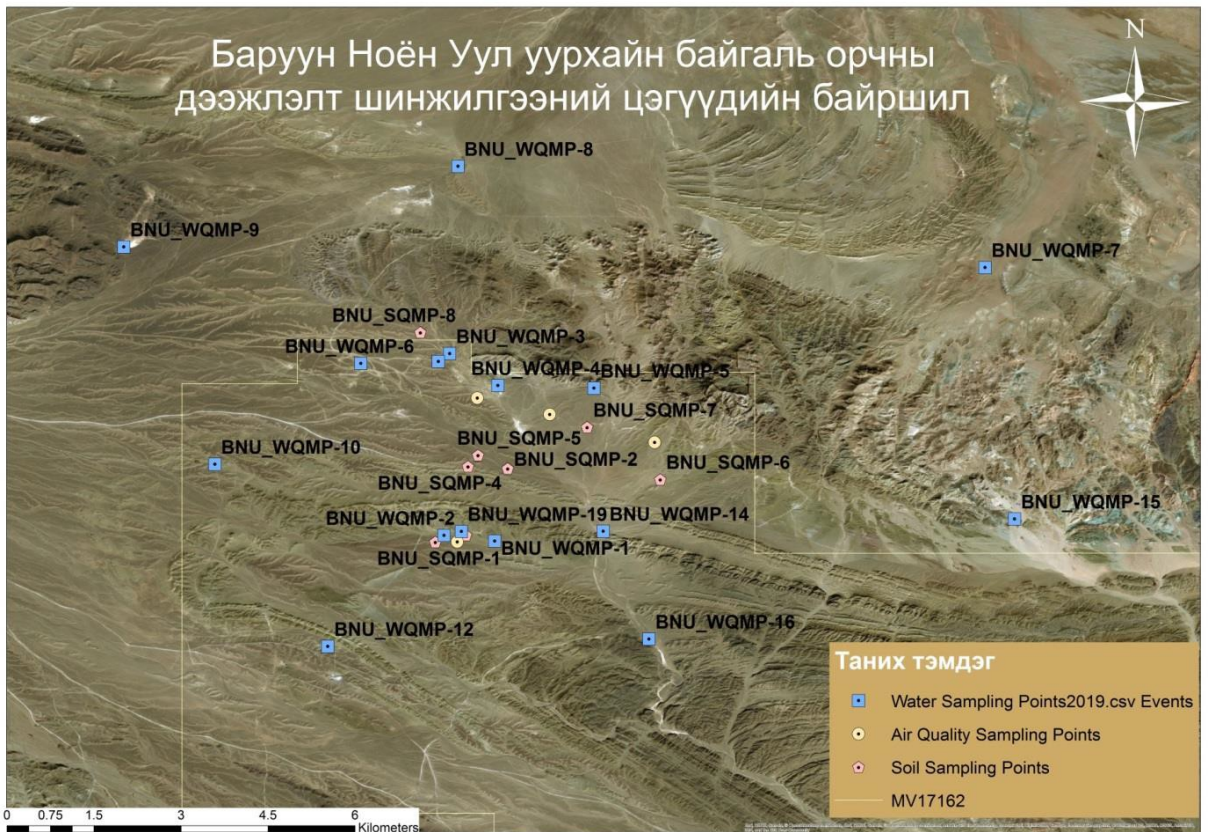 Баруун Ноён Уул уурхайн байгаль орчны
дээжлэлт шинжилгээний цэгүүдийн байршил
N
BNU_WQMP-8
BNU_WQMP-9
BNU_WQMP-7
BNU_SQMP-8
BNU_WQMP-3
BNU_WQMP-6
BNU_WQMP-4
BNU_WQMP-5
BNU_SQMP-7
BNU_SQMP-5
BNU_WQMP-10
BNU_SQMP-2
BNU_SQMP-6
BNU_SQMP-4
BNU_WQMP-15
BNU_WQMP-2
BNU_WQMP-19
BNU_WQMP-14
BNU_WQMP-1
BNU_SQMP-1
BNU_WQMP-12
BNU_WQMP-16
Таних тэмдэг
Water Sampling Points2019.csv Events
Air Quality Sampling Points
Soil Sampling Points
MV17162
0 0.75 1.5 3 4.5 6
Kilometers